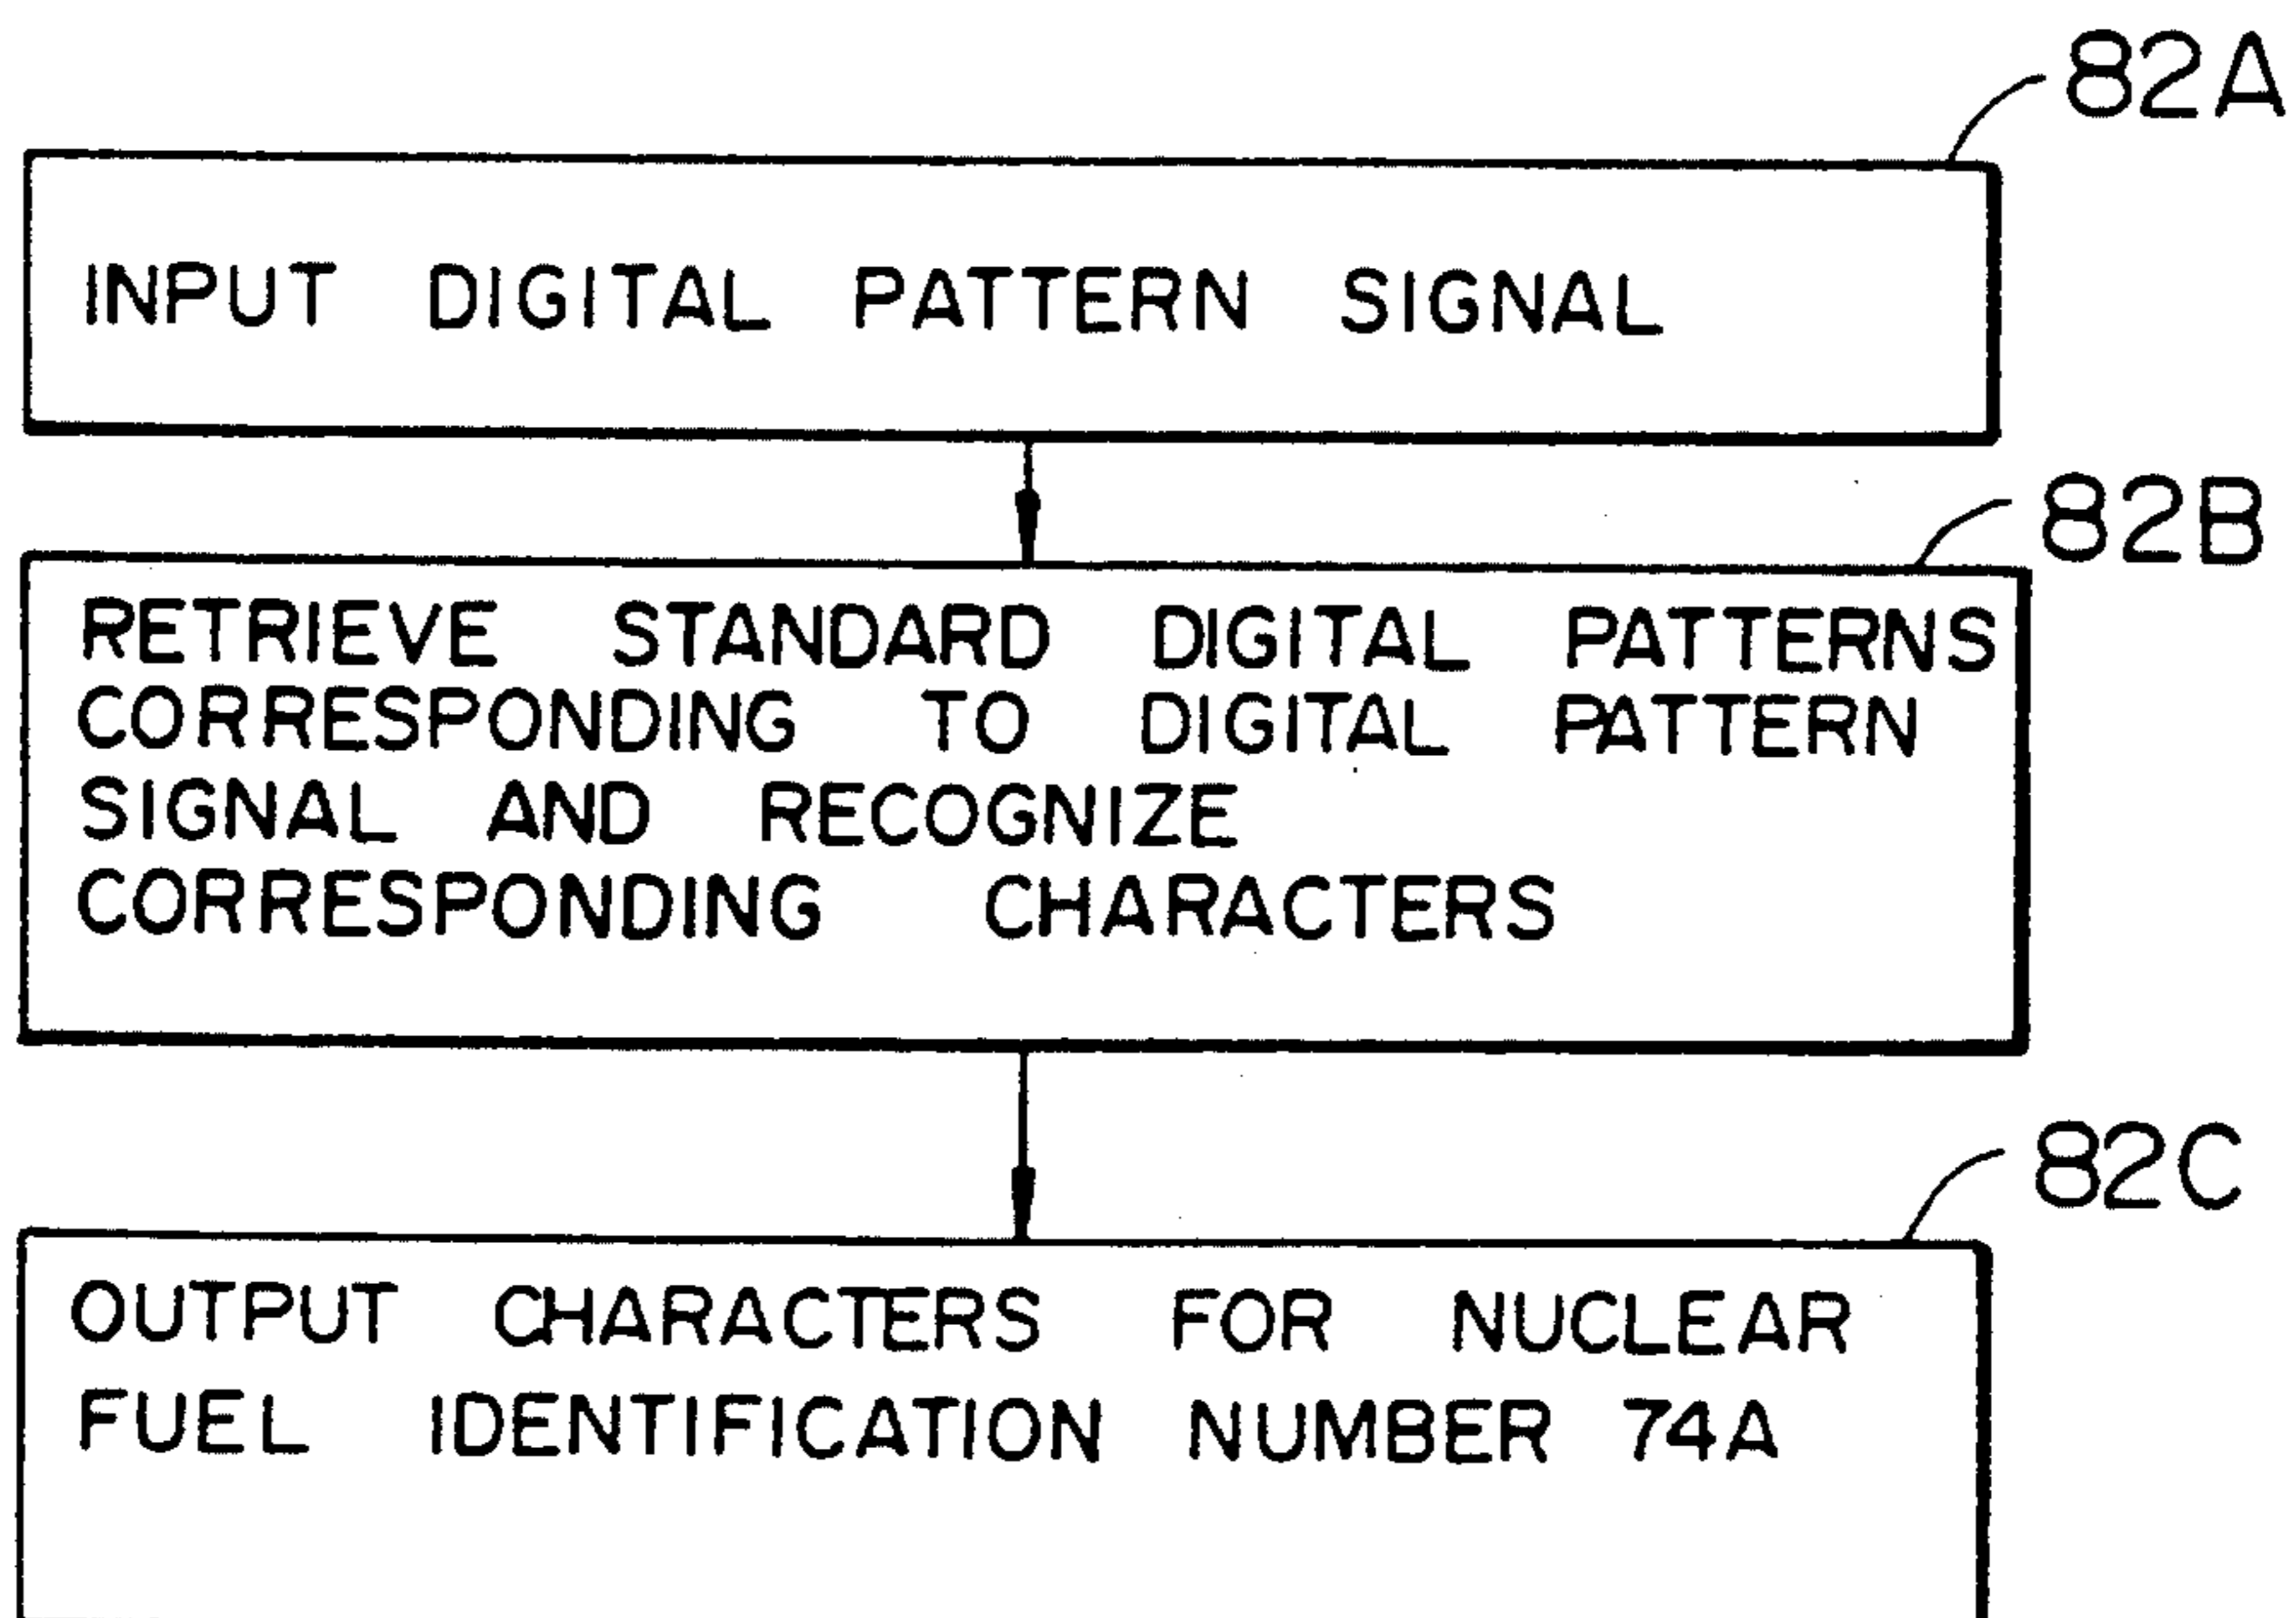 82A
INPUT DIGITAL PATTERN SIGNAL
82B
RETRIEVE STANDARD DIGITAL PATTERNS
CORRESPONDING TO DIGITAL PATTERN
SIGNAL AND RECOGNIZE
CORRESPONDING CHARACTERS
82C
OUTPUT CHARACTERS FOR NUCLEAR
FUEL IDENTIFICATION NUMBER 74A